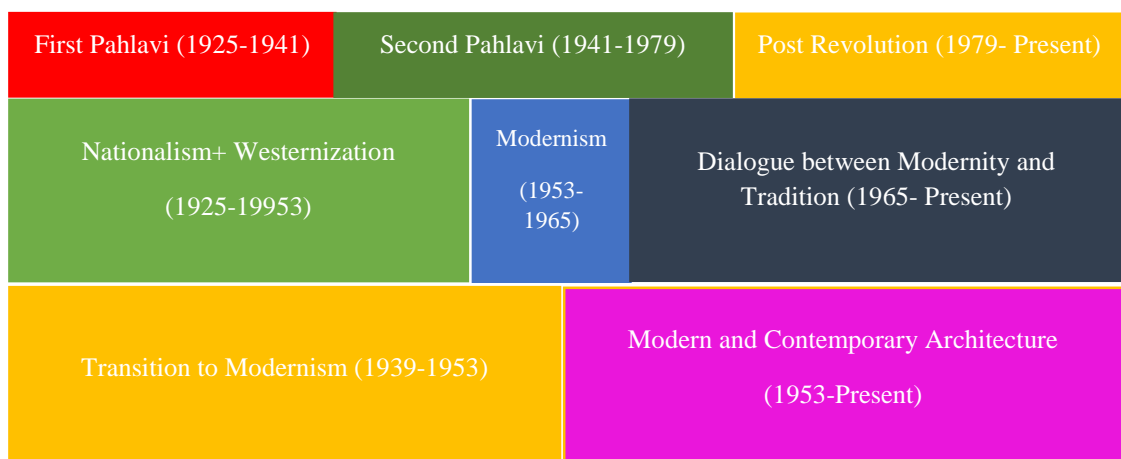 First Pahlavi (1925-1941)
Second Pahlavi (1941-1979)
Post Revolution (1979- Present)
Nationalism+ Westernization
(1925-19953)
Modernism
(1953-
1965)
Dialogue between Modernity and
Tradition (1965- Present)
Transition to Modernism (1939-1953)
Modern and Contemporary Architecture
(1953-Present)